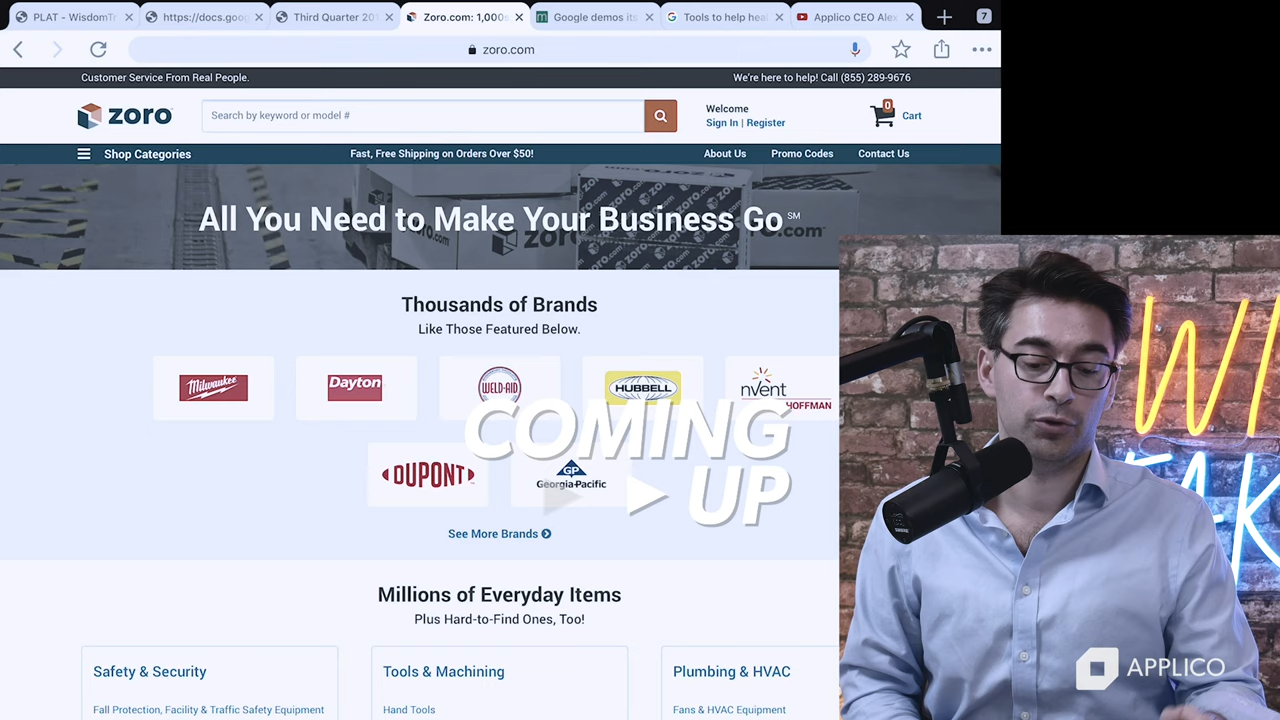 PLAT - WisdomTr
https://docs.goog
Third Quarter 201
Zoro.com: 1,000s
Google demos its
Tools to help heal
Applico CEO Alex
7
zoro.com
Customer Service From Real People.
We're here to help! Call (855) 289-9676
zoro
Search by keyword or model #
Welcome
Sign In | Register
0
Cart
Shop Categories
Fast, Free Shipping on Orders Over $50!
About Us
Promo Codes
Contact Us
All You Need to Make Your Business Go SM
Thousands of Brands
Like Those Featured Below.
Milwaukee
Dayton
WELD-AID
HUBBELL
nVent
HOFFMAN
DUPONT
GP
Georgia-Pacific
COMING
UP
See More Brands
Millions of Everyday Items
Plus Hard-to-Find Ones, Too!
Safety & Security
Tools & Machining
Plumbing & HVAC
Fall Protection, Facility & Traffic Safety Equipment
Hand Tools
Fans & HVAC Equipment
APPLICO